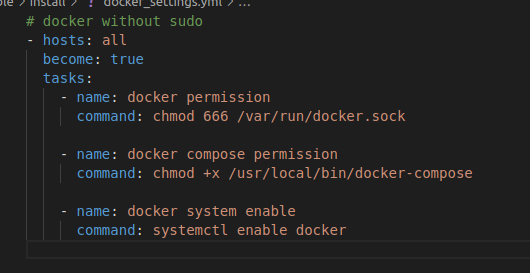 install / ! docker_settings.yml / ...
# docker without sudo
- hosts: all
  become: true
  tasks:
    - name: docker permission
      command: chmod 666 /var/run/docker.sock

    - name: docker compose permission
      command: chmod +x /usr/local/bin/docker-compose

    - name: docker system enable
      command: systemctl enable docker